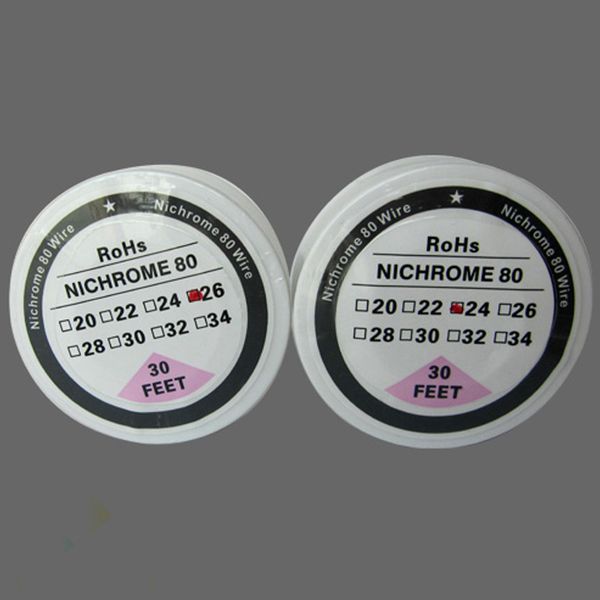 Nichrome 80 Wire ★ Nichrome 80 Wire
RoHs
NICHROME 80
□20 □22 □24 ■26
□28 □30 □32 □34
30
FEET
Nichrome 80 Wire ★ Nichrome 80 Wire
RoHs
NICHROME 80
□20 □22 ■24 □26
□28 □30 □32 □34
30
FEET